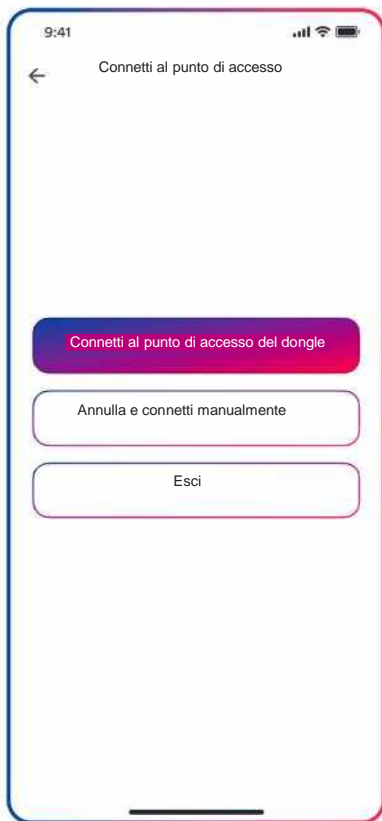 9:41
Connetti al punto di accesso
Connetti al punto di accesso del dongle
Annulla e connetti manualmente
Esci